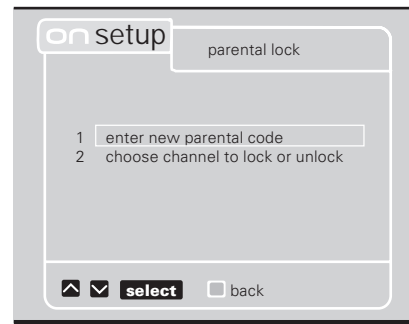 on setup
parental lock
1 enter new parental code
2 choose channel to lock or unlock
select back